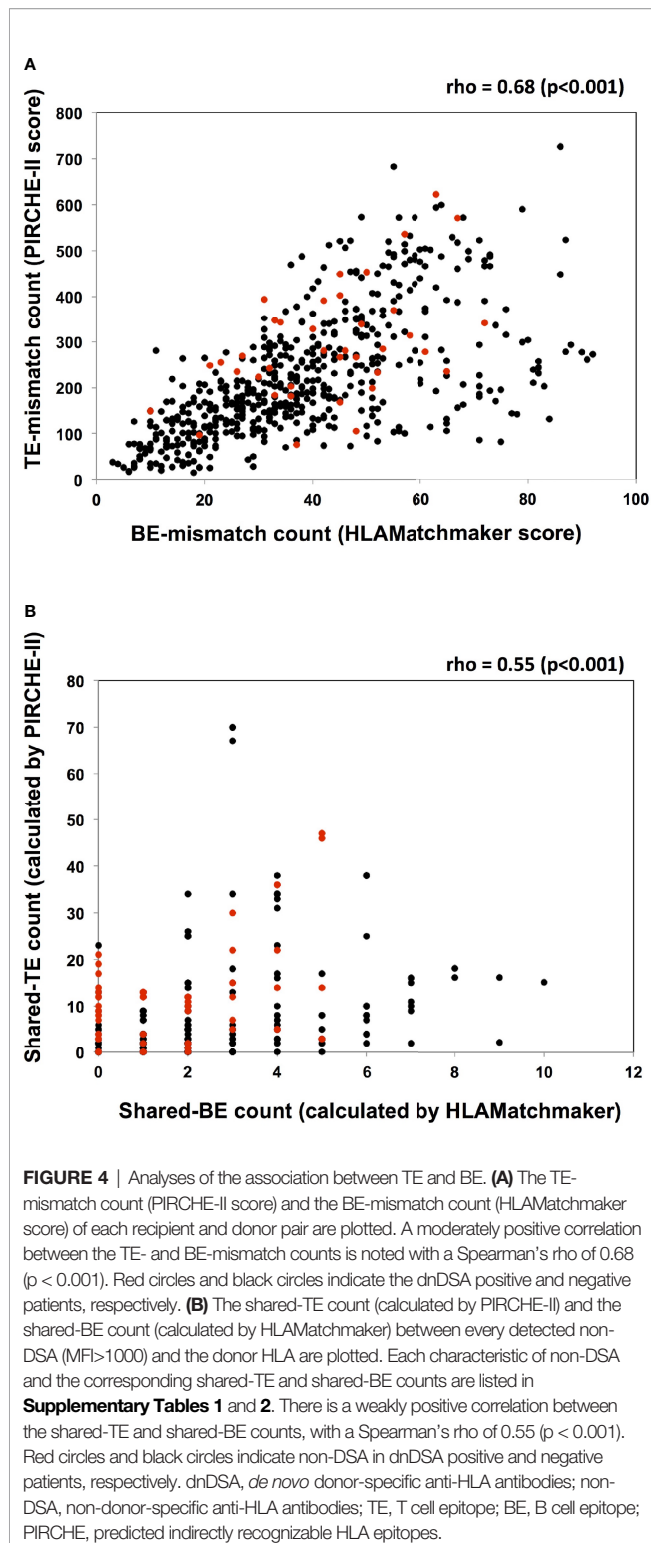 A
rho = 0.68 (p<0.001)
TE-mismatch count (PIRCHE-II score)
800
700
600
500
400
300
200
100
0
0 20 40 60 80 100
BE-mismatch count (HLAMatchmaker score)
B
rho = 0.55 (p<0.001)
Shared-TE count (calculated by PIRCHE-II)
80
70
60
50
40
30
20
10
0
0 2 4 6 8 10 12
Shared-BE count (calculated by HLAMatchmaker)
FIGURE 4 | Analyses of the association between TE and BE. (A) The TE-
mismatch count (PIRCHE-II score) and the BE-mismatch count (HLAMatchmaker
score) of each recipient and donor pair are plotted. A moderately positive correlation
between the TE- and BE-mismatch counts is noted with a Spearman's rho of 0.68
(p < 0.001). Red circles and black circles indicate the dnDSA positive and negative
patients, respectively. (B) The shared-TE count (calculated by PIRCHE-II) and the
shared-BE count (calculated by HLAMatchmaker) between every detected non-
DSA (MFI>1000) and the donor HLA are plotted. Each characteristic of non-DSA
and the corresponding shared-TE and shared-BE counts are listed in
Supplementary Tables 1 and 2. There is a weakly positive correlation between
the shared-TE and shared-BE counts, with a Spearman's rho of 0.55 (p < 0.001).
Red circles and black circles indicate non-DSA in dnDSA positive and negative
patients, respectively. dnDSA, de novo donor-specific anti-HLA antibodies; non-
DSA, non-donor-specific anti-HLA antibodies; TE, T cell epitope; BE, B cell epitope;
PIRCHE, predicted indirectly recognizable HLA epitopes.